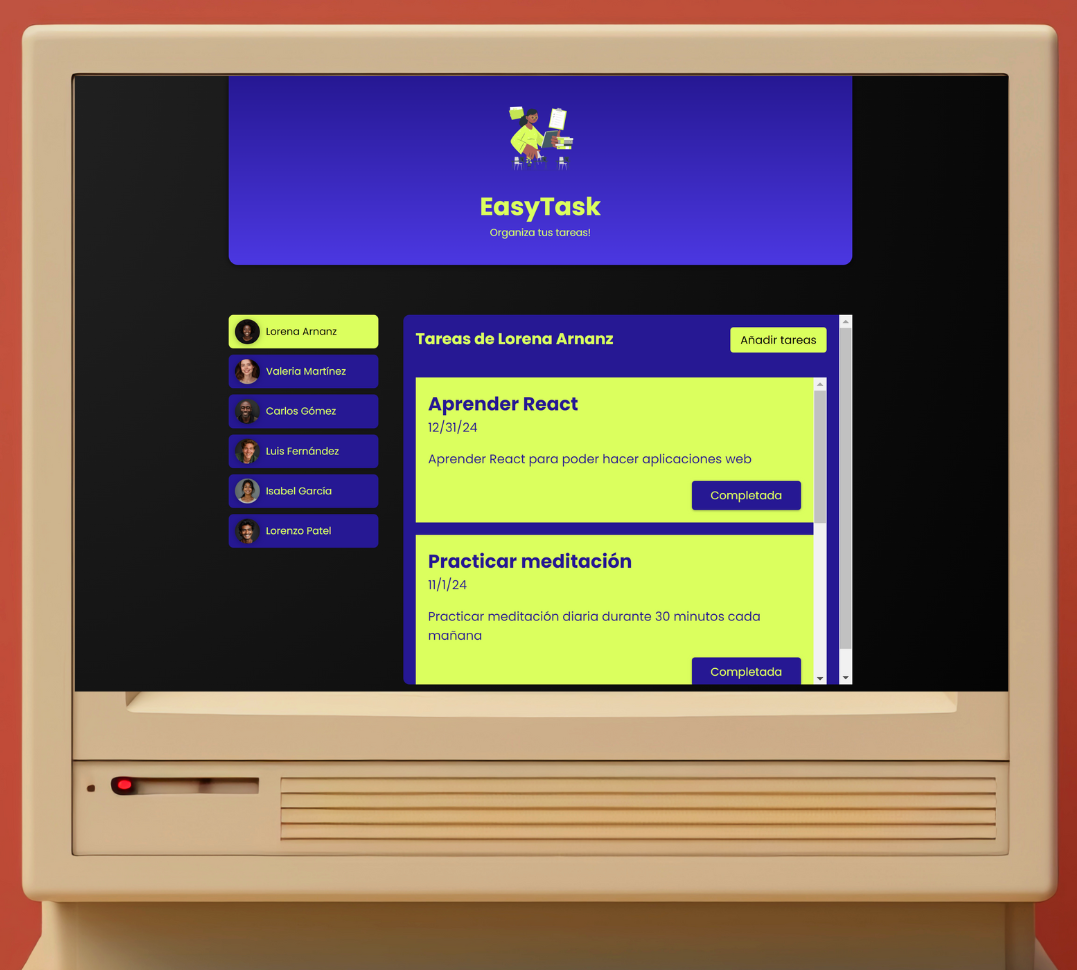 EasyTask
Organiza tus tareas!
Lorena Arnanz
Valeria Martínez
Carlos Gómez
Luis Fernández
Isabel García
Lorenzo Patel
Tareas de Lorena Arnanz
Añadir tareas
Aprender React
12/31/24
Aprender React para poder hacer aplicaciones web
Completada
Practicar meditación
11/1/24
Practicar meditación diaria durante 30 minutos cada
mañana
Completada